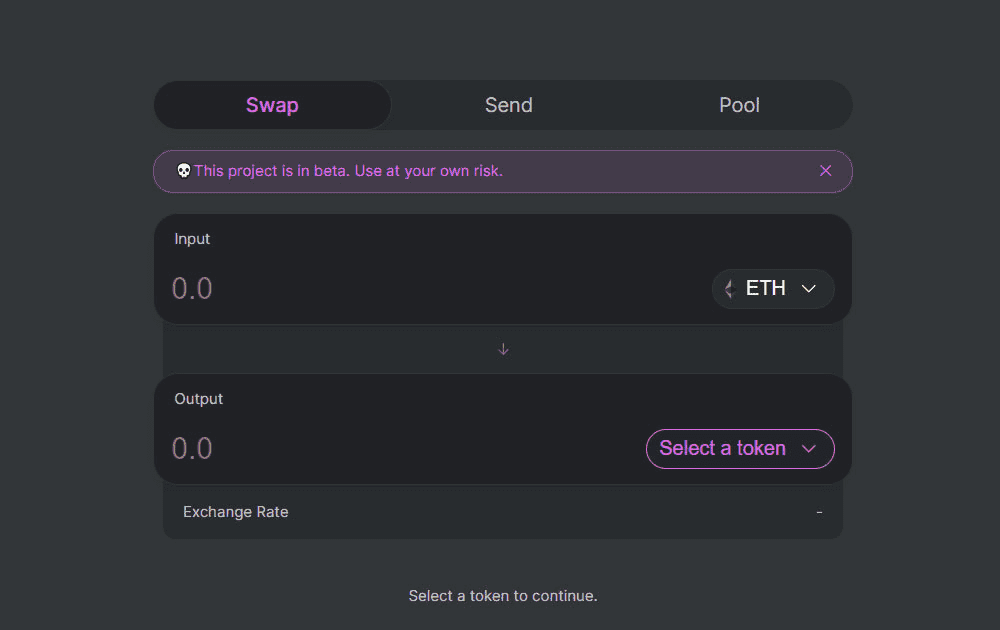 Swap Send Pool
💀This project is in beta. Use at your own risk.
Input
0.0 ETH
Output
0.0 Select a token
Exchange Rate -
Select a token to continue.